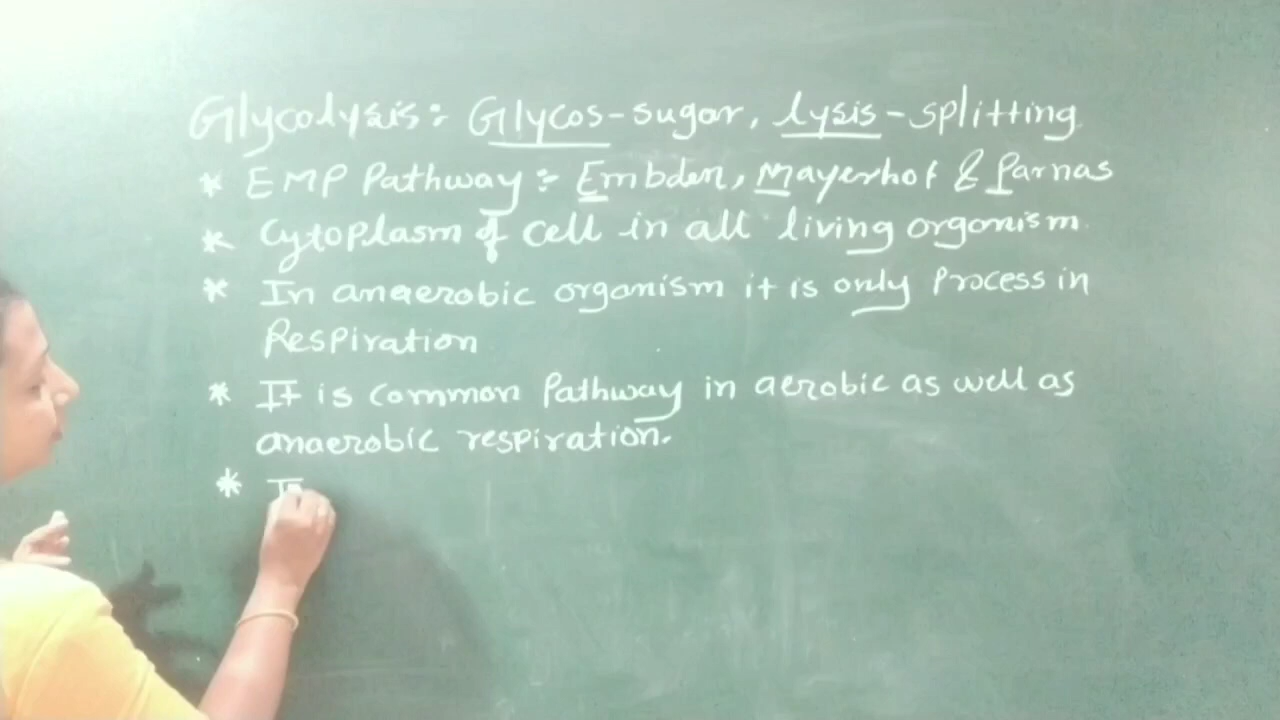 Glycolysis:- Glycos-sugar, lysis-splitting
* EMP Pathway:- Embden, Mayerhof & Parnas
* Cytoplasm of cell in all living orgonism.
* In anaerobic organism it is only Process in
Respiration
* It is common Pathway in aerobic as well as
anaerobic respiration.
*